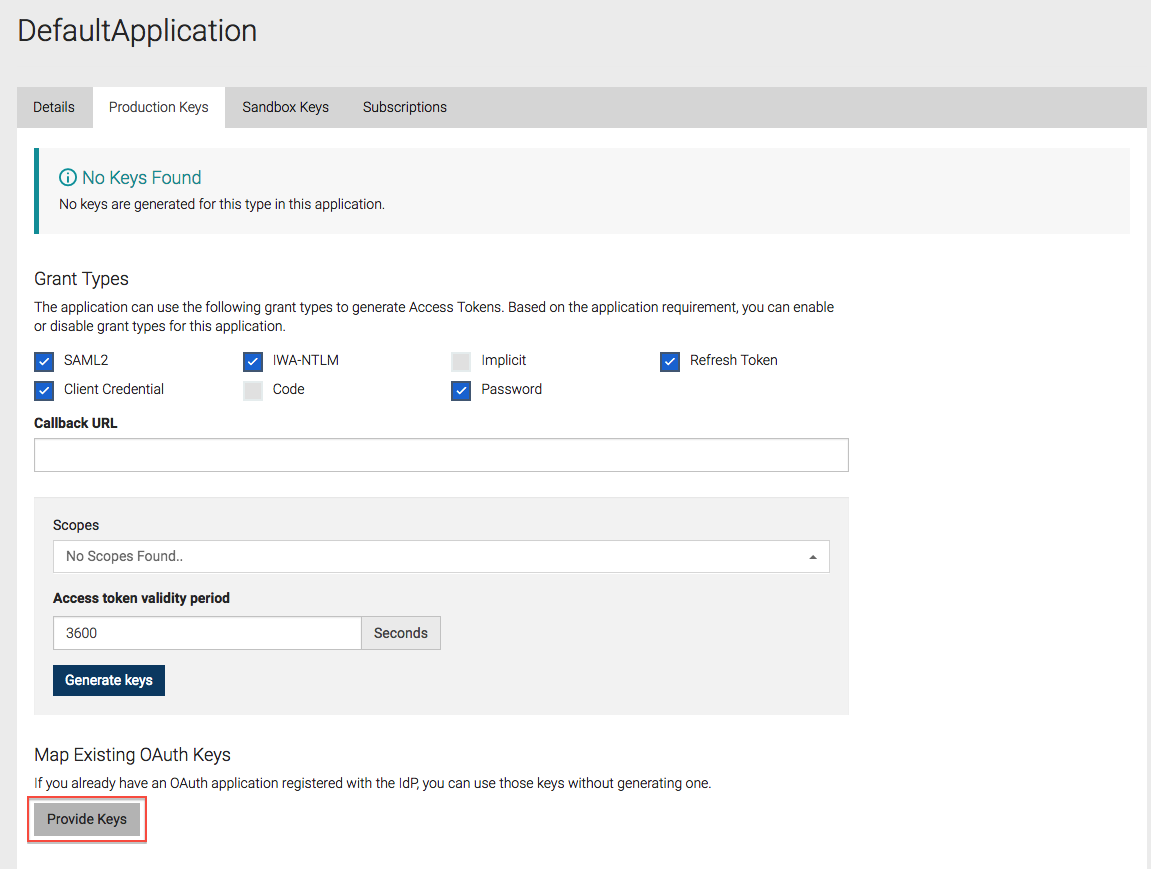 DefaultApplication
Details Production Keys Sandbox Keys Subscriptions
No Keys Found
No keys are generated for this type in this application.
Grant Types
The application can use the following grant types to generate Access Tokens. Based on the application requirement, you can enable
or disable grant types for this application.
SAML2 IWA-NTLM Implicit Refresh Token
Client Credential Code Password
Callback URL
Scopes
No Scopes Found..
Access token validity period
3600 Seconds
Generate keys
Map Existing OAuth Keys
If you already have an OAuth application registered with the IdP, you can use those keys without generating one.
Provide Keys